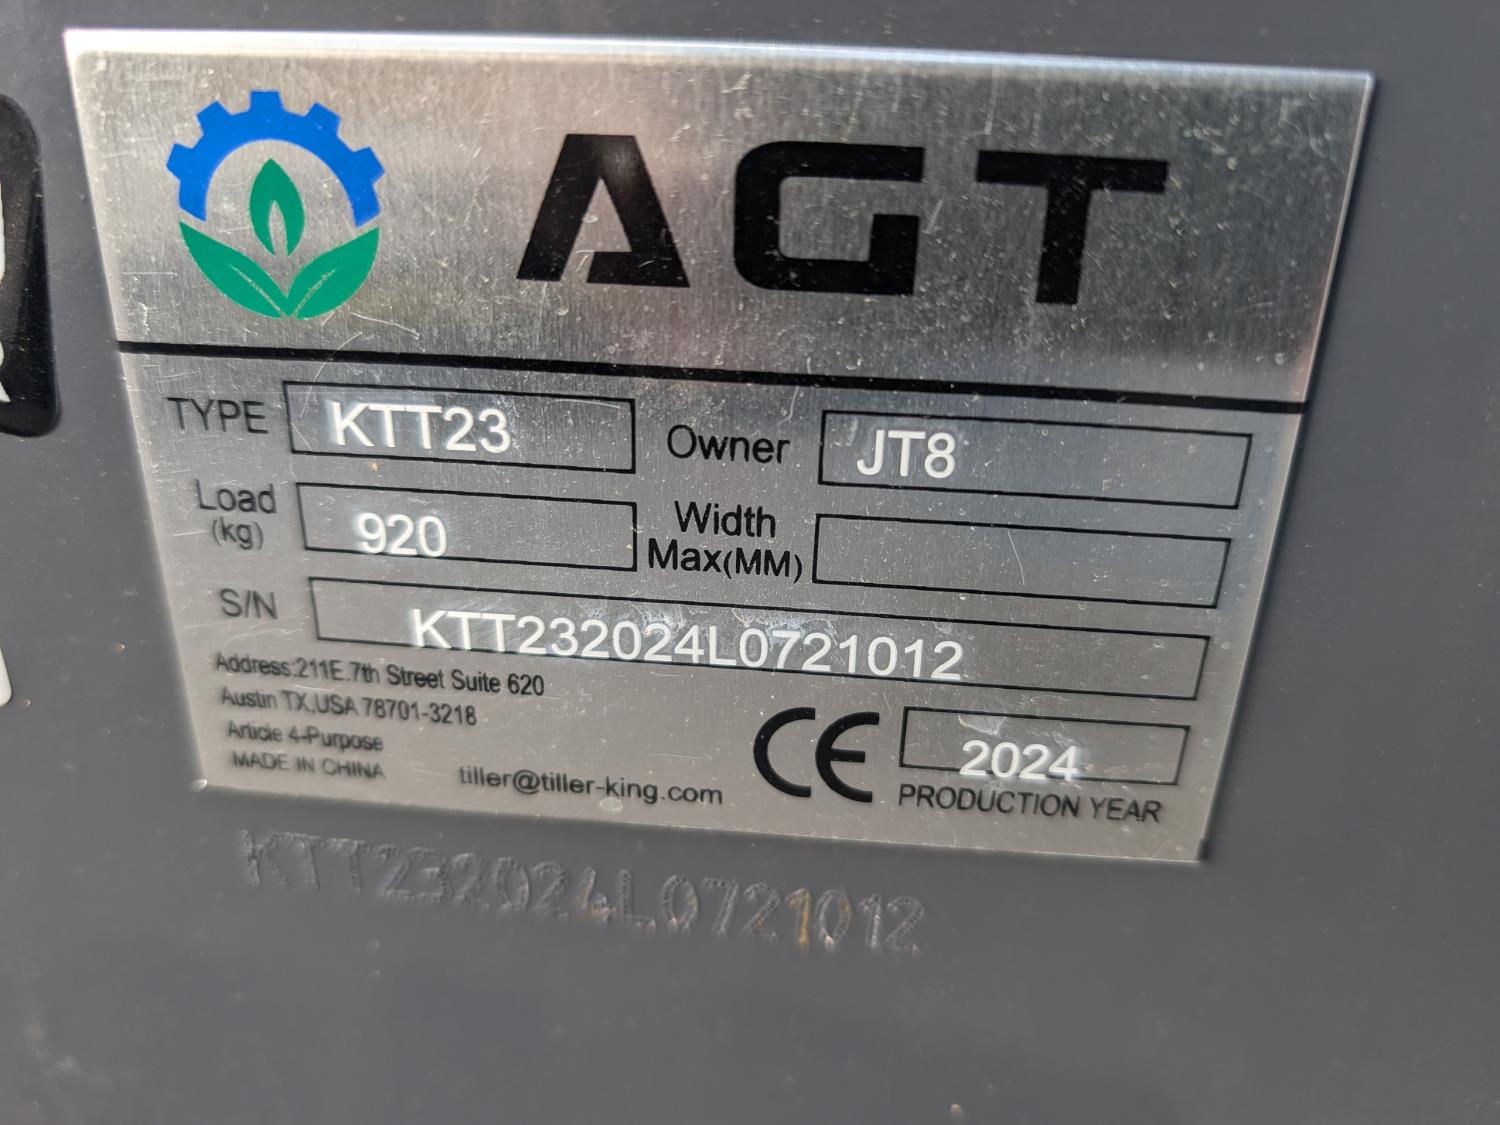 AGT
TYPE KTT23 Owner JT8
Load (kg) 920 Width Max(MM)
S/N KTT232024L0721012
Address:211E.7th Street Suite 620
Austin TX,USA 78701-3218
Article 4-Purpose
MADE IN CHINA
tiller@tiller-king.com
CE
2024
PRODUCTION YEAR
KTT232024L0721012